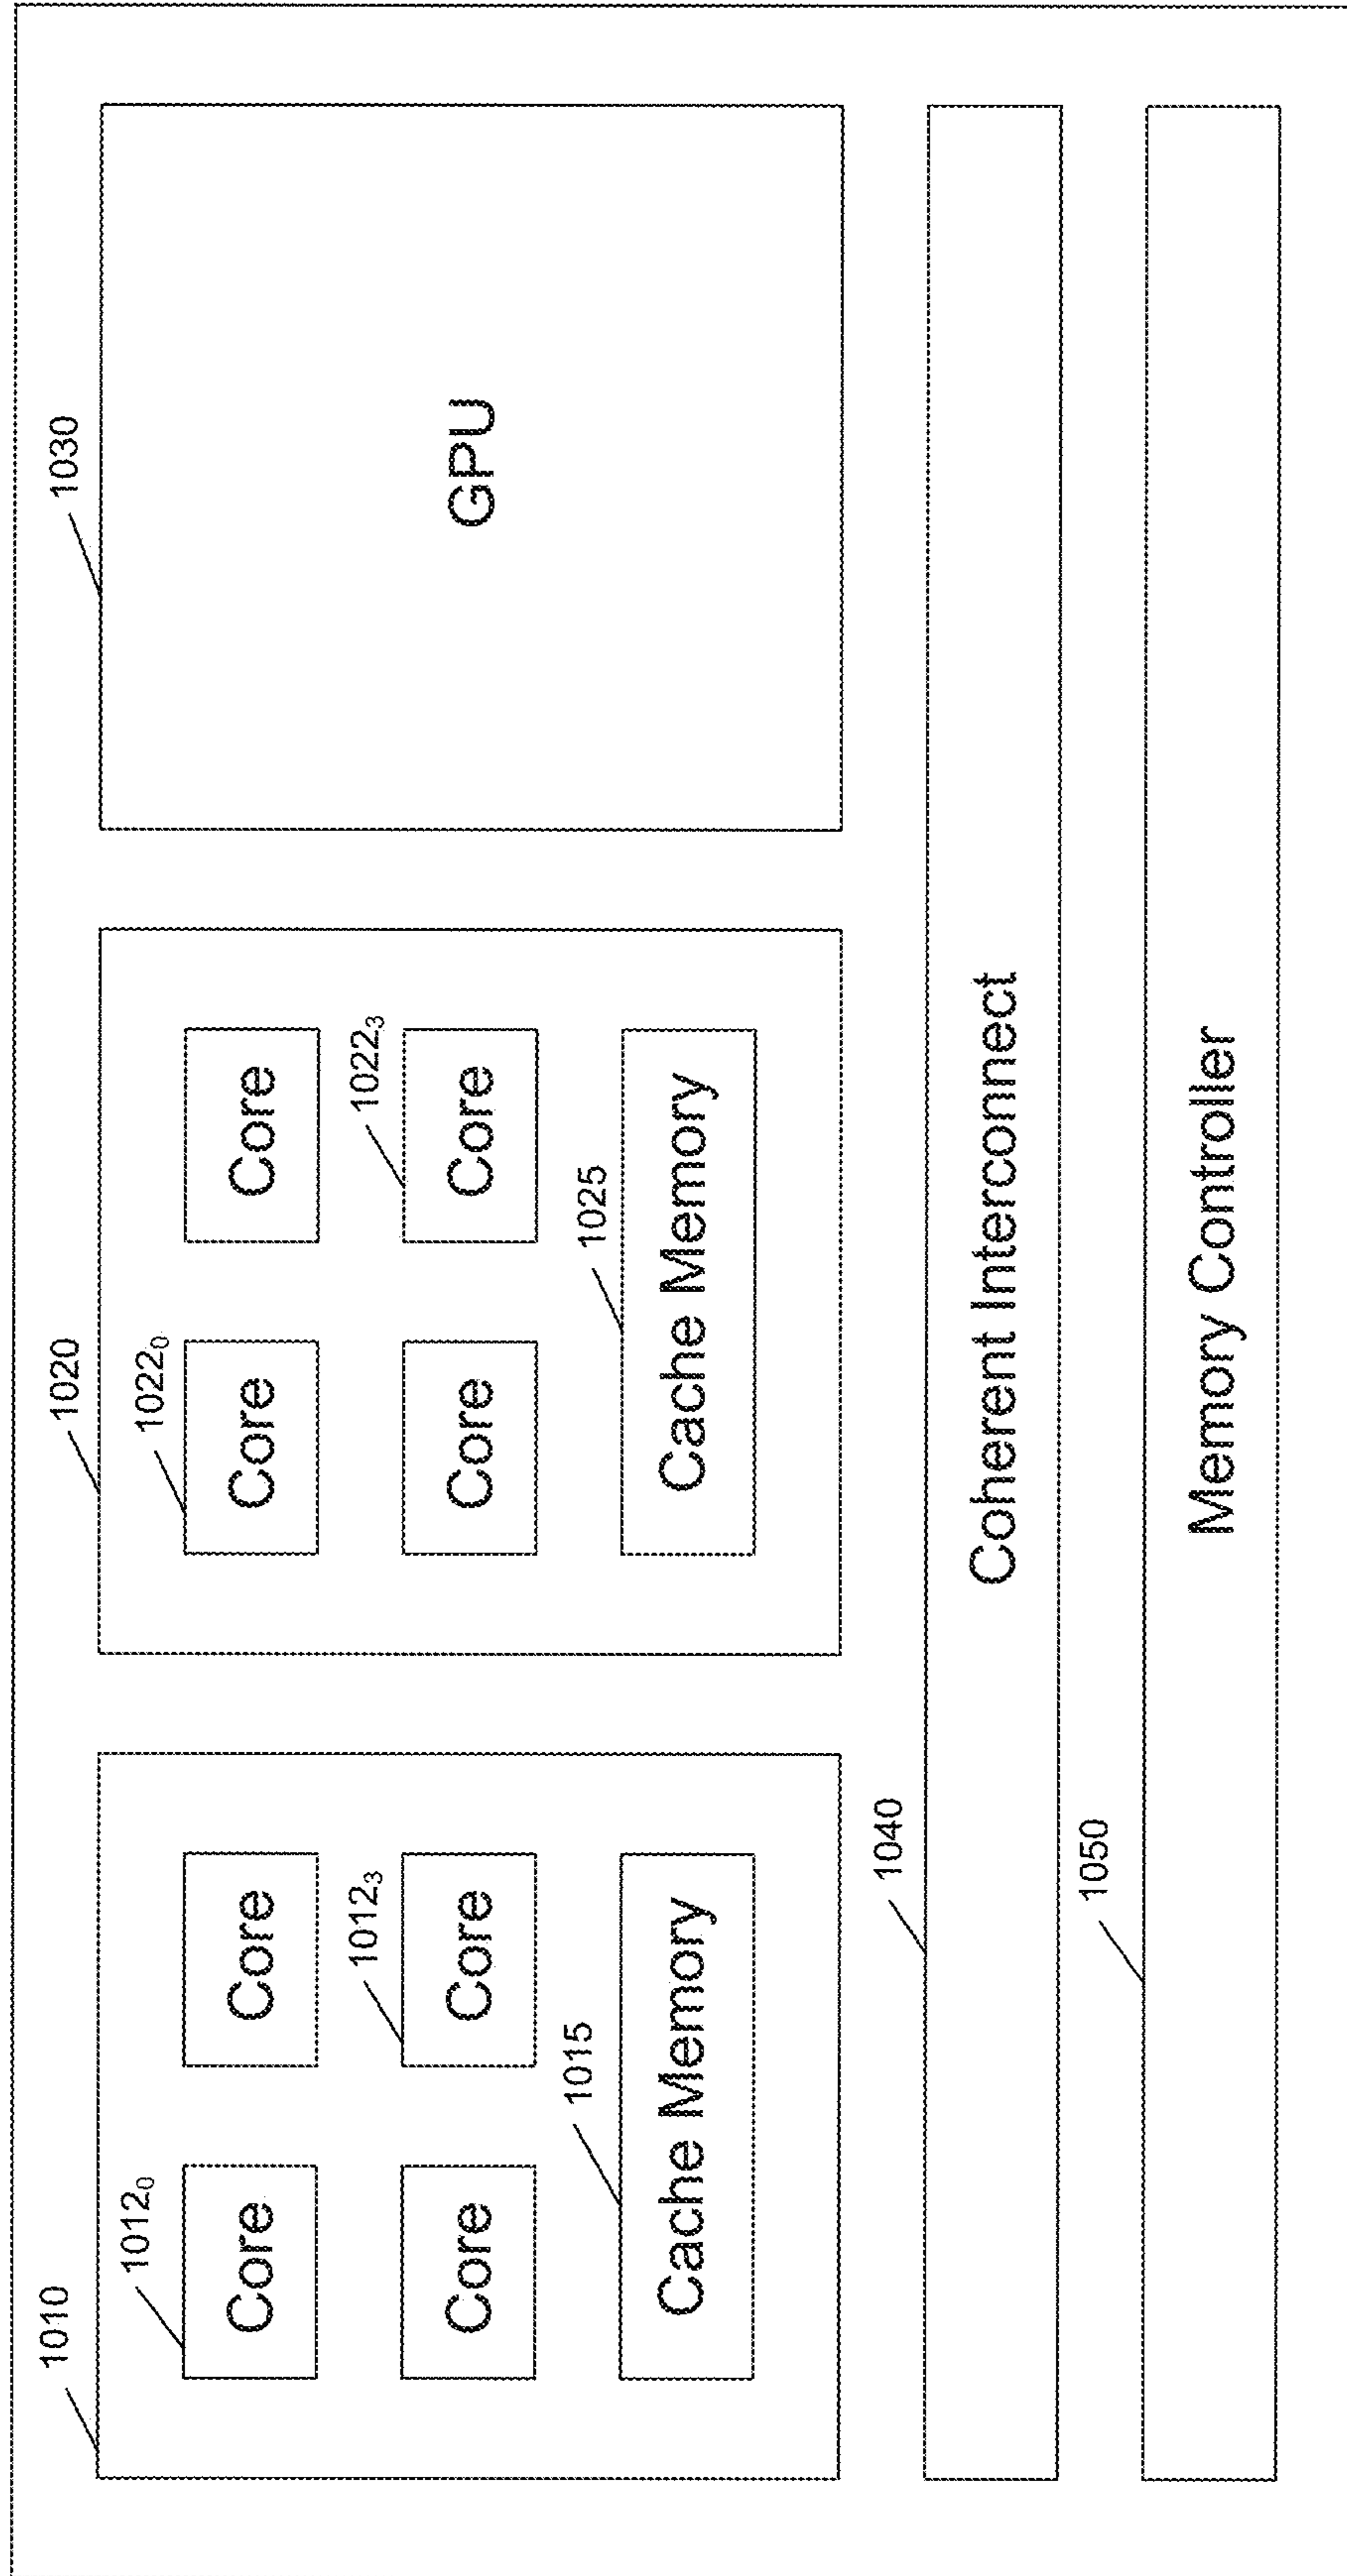 1010
1020
1030
1012₀
1022₀
Core
Core
Core
Core
GPU
1012₃
1022₃
Core
Core
Core
Core
1015
1025
Cache Memory
Cache Memory
1040
Coherent Interconnect
1050
Memory Controller